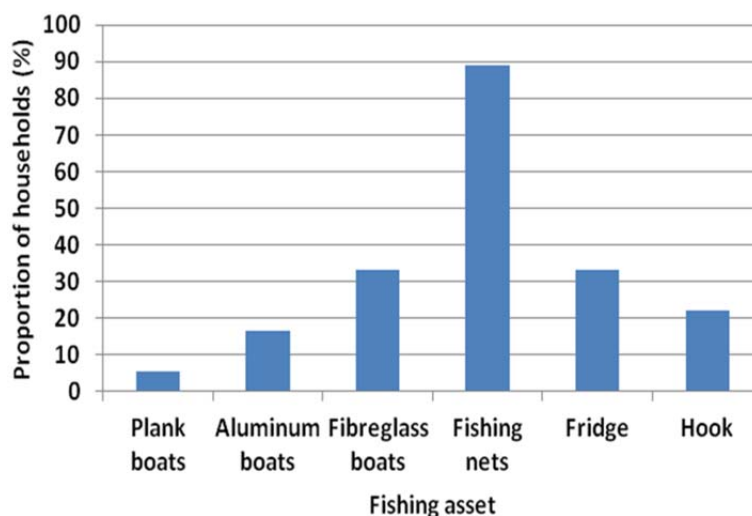 Proportion of households (%)
100
90
80
70
60
50
40
30
20
10
0
Plank boats
Aluminum boats
Fibreglass boats
Fishing nets
Fridge
Hook
Fishing asset